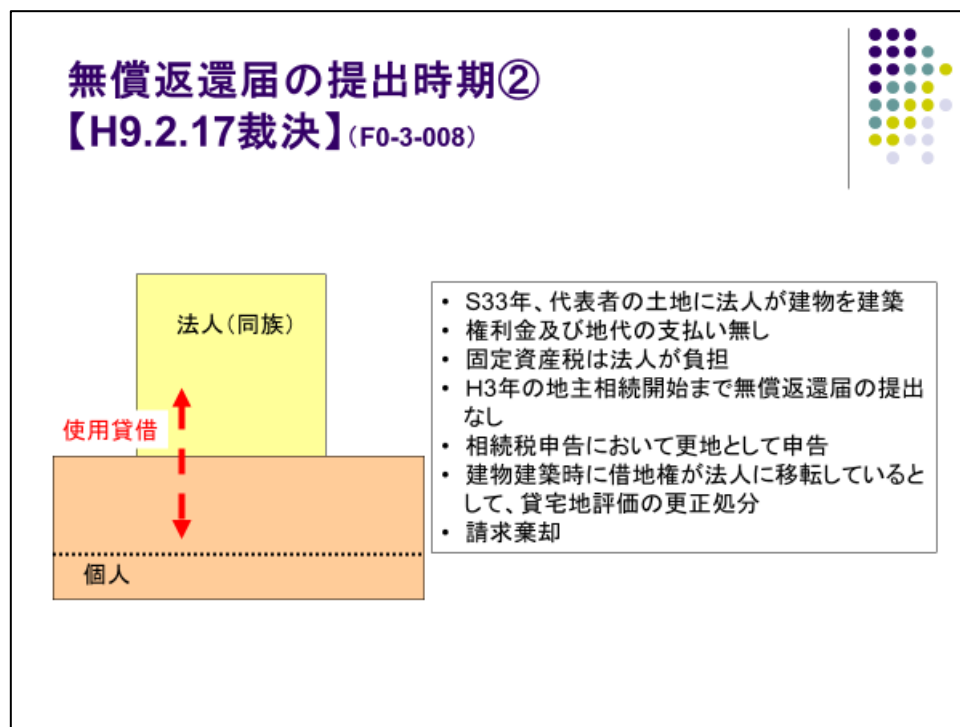 無償返還届の提出時期②
【H9.2.17裁決】(F0-3-008)
法人(同族)
使用貸借
個人
• S33年、代表者の土地に法人が建物を建築
• 権利金及び地代の支払い無し
• 固定資産税は法人が負担
• H3年の地主相続開始まで無償返還届の提出
なし
• 相続税申告において更地として申告
• 建物建築時に借地権が法人に移転していると
して、貸宅地評価の更正処分
• 請求棄却